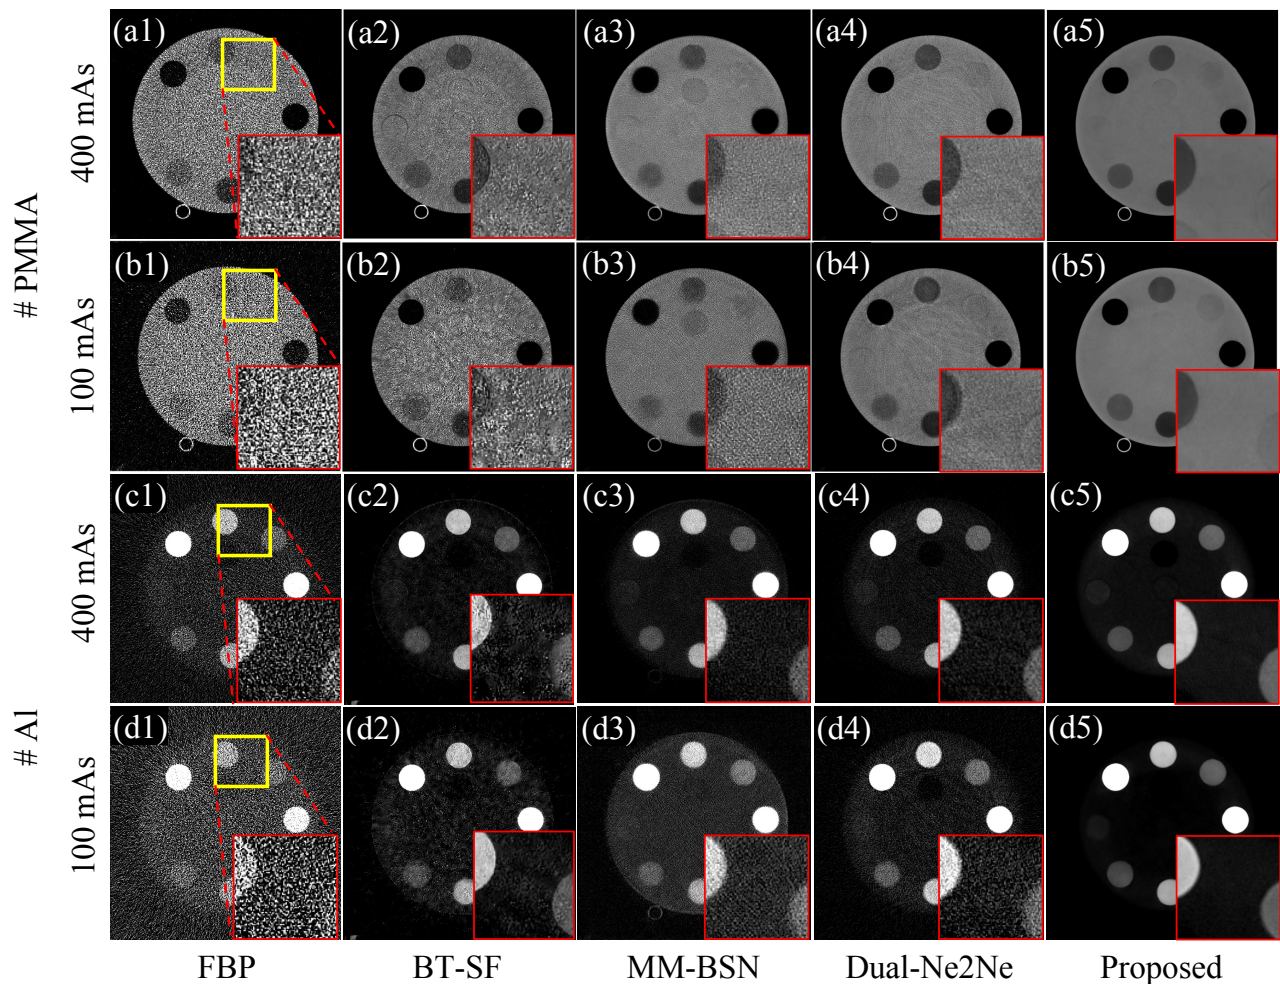 (a1) (a2) (a3) (a4) (a5)
400 mAs
# PMMA
(b1) (b2) (b3) (b4) (b5)
100 mAs
(c1) (c2) (c3) (c4) (c5)
400 mAs
# Al
(d1) (d2) (d3) (d4) (d5)
100 mAs
FBP BT-SF MM-BSN Dual-Ne2Ne Proposed